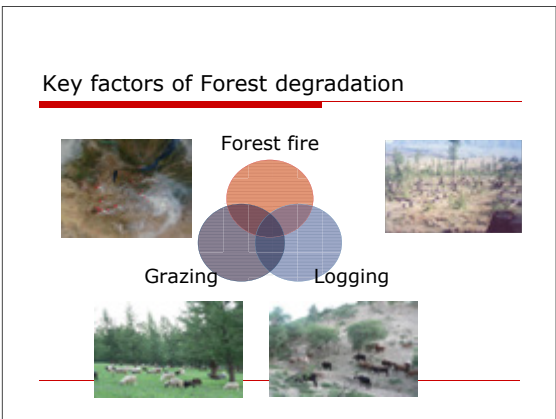 Key factors of Forest degradation
Forest fire
Grazing
Logging